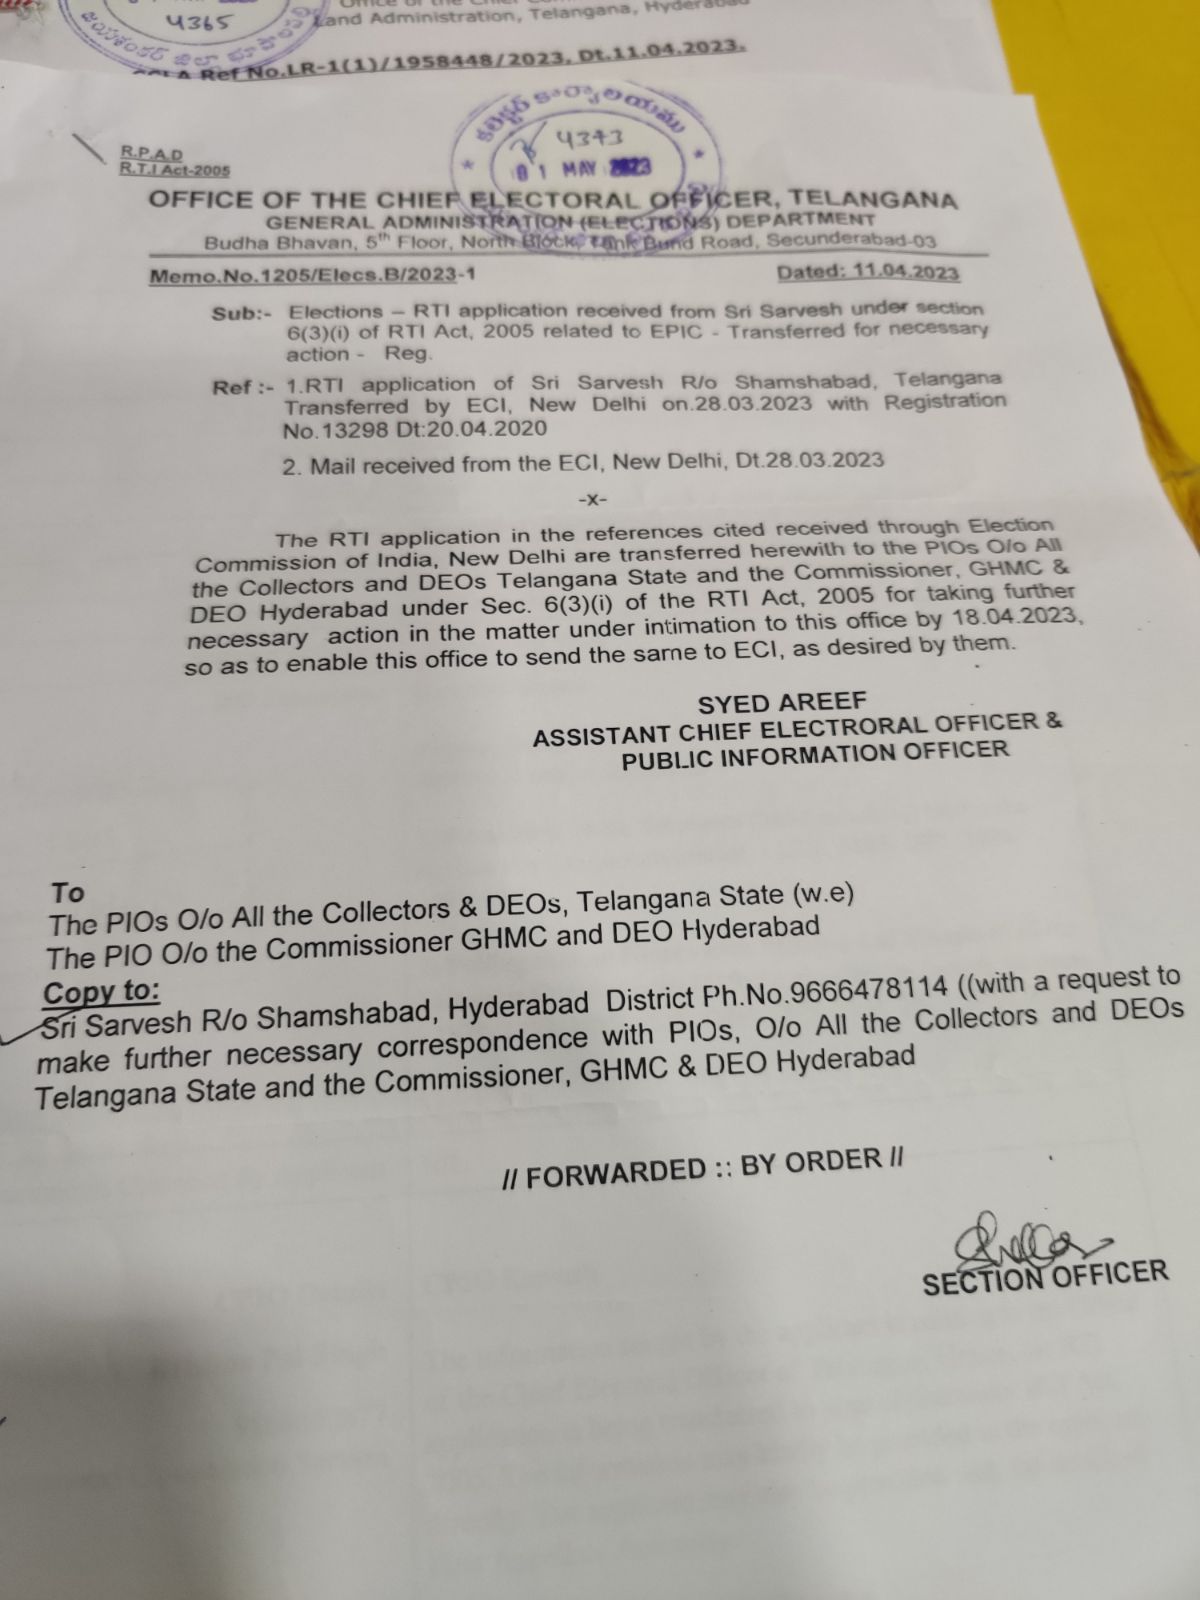 4365
Land Administration, Telangana, Hyderabad
Ref No.LR-1(1)/1958448/2023, Dt.11.04.2023.
కలెక్టర్ కార్యాలయము
4373
01 MAY 2023
R.P.A.D
R.T.I Act-2005
OFFICE OF THE CHIEF ELECTORAL OFFICER, TELANGANA
GENERAL ADMINISTRATION (ELECTIONS) DEPARTMENT
Budha Bhavan, 5th Floor, North Block, Tank Bund Road, Secunderabad-03
Memo.No.1205/Elecs.B/2023-1 Dated: 11.04.2023
Sub:- Elections – RTI application received from Sri Sarvesh under section
6(3)(i) of RTI Act, 2005 related to EPIC - Transferred for necessary
action - Reg.
Ref :- 1.RTI application of Sri Sarvesh R/o Shamshabad, Telangana
Transferred by ECI, New Delhi on.28.03.2023 with Registration
No.13298 Dt:20.04.2020
2. Mail received from the ECI, New Delhi, Dt.28.03.2023
-x-
The RTI application in the references cited received through Election
Commission of India, New Delhi are transferred herewith to the PIOs O/o All
the Collectors and DEOs Telangana State and the Commissioner, GHMC &
DEO Hyderabad under Sec. 6(3)(i) of the RTI Act, 2005 for taking further
necessary action in the matter under intimation to this office by 18.04.2023,
so as to enable this office to send the same to ECI, as desired by them.
SYED AREEF
ASSISTANT CHIEF ELECTRORAL OFFICER &
PUBLIC INFORMATION OFFICER
To
The PIOs O/o All the Collectors & DEOs, Telangana State (w.e)
The PIO O/o the Commissioner GHMC and DEO Hyderabad
Copy to:
Sri Sarvesh R/o Shamshabad, Hyderabad District Ph.No.9666478114 ((with a request to
make further necessary correspondence with PIOs, O/o All the Collectors and DEOs
Telangana State and the Commissioner, GHMC & DEO Hyderabad
// FORWARDED :: BY ORDER //
SECTION OFFICER